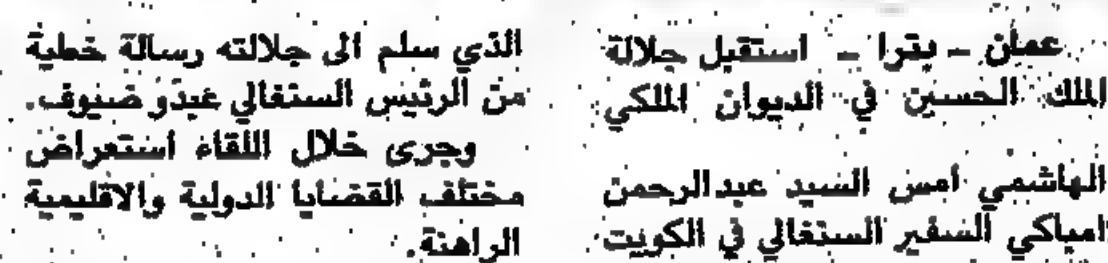 عمان - بترا - استقبل جلالة
الملك الحسين في الديوان الملكي
الهاشمي امس السيد عبدالرحمن
امباكي السفير السنغالي في الكويت
الذي سلم الى جلالته رسالة خطية
من الرئيس السنغالي عبدو ضيوف.
وجرى خلال اللقاء استعراض
مختلف القضايا الدولية والاقليمية
الراهنة.